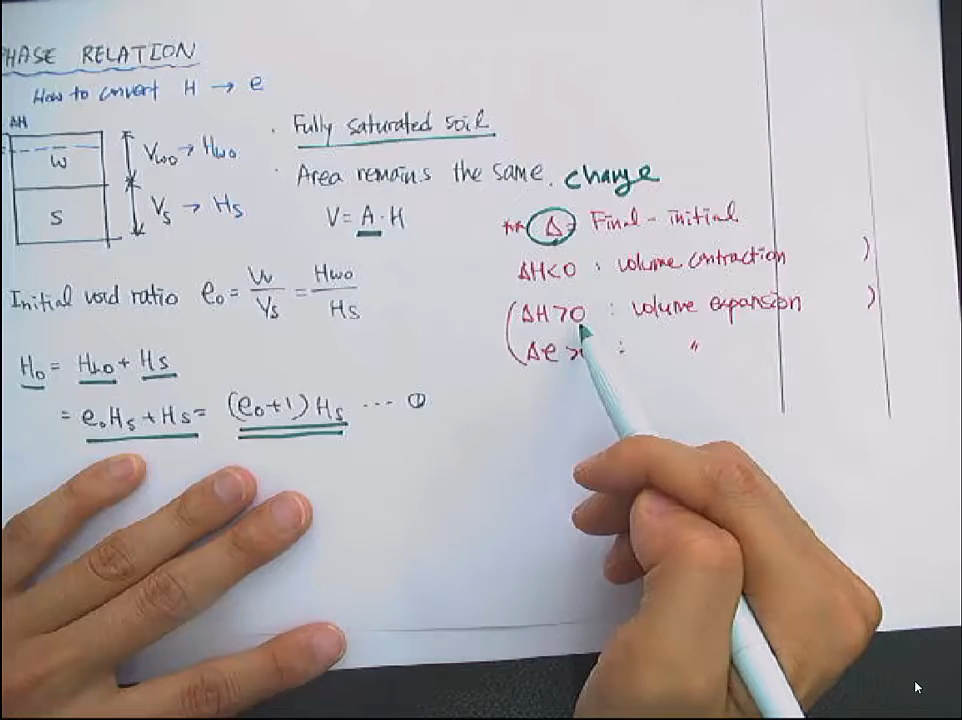 PHASE RELATION
How to convert H → e
ΔH
W
Vwo → Hwo
S
Vs → Hs
· Fully saturated soil
· Area remains the same. change
V = A · H
** Δ = Final - initial
ΔH<0 : volume contraction )
(ΔH>0 : volume expansion )
Δe > : 〃
Initial void ratio e₀ = Vv/Vs = Hwo/Hs
H₀ = Hwo + Hs
= e₀Hs + Hs = (e₀+1) Hs ... ①